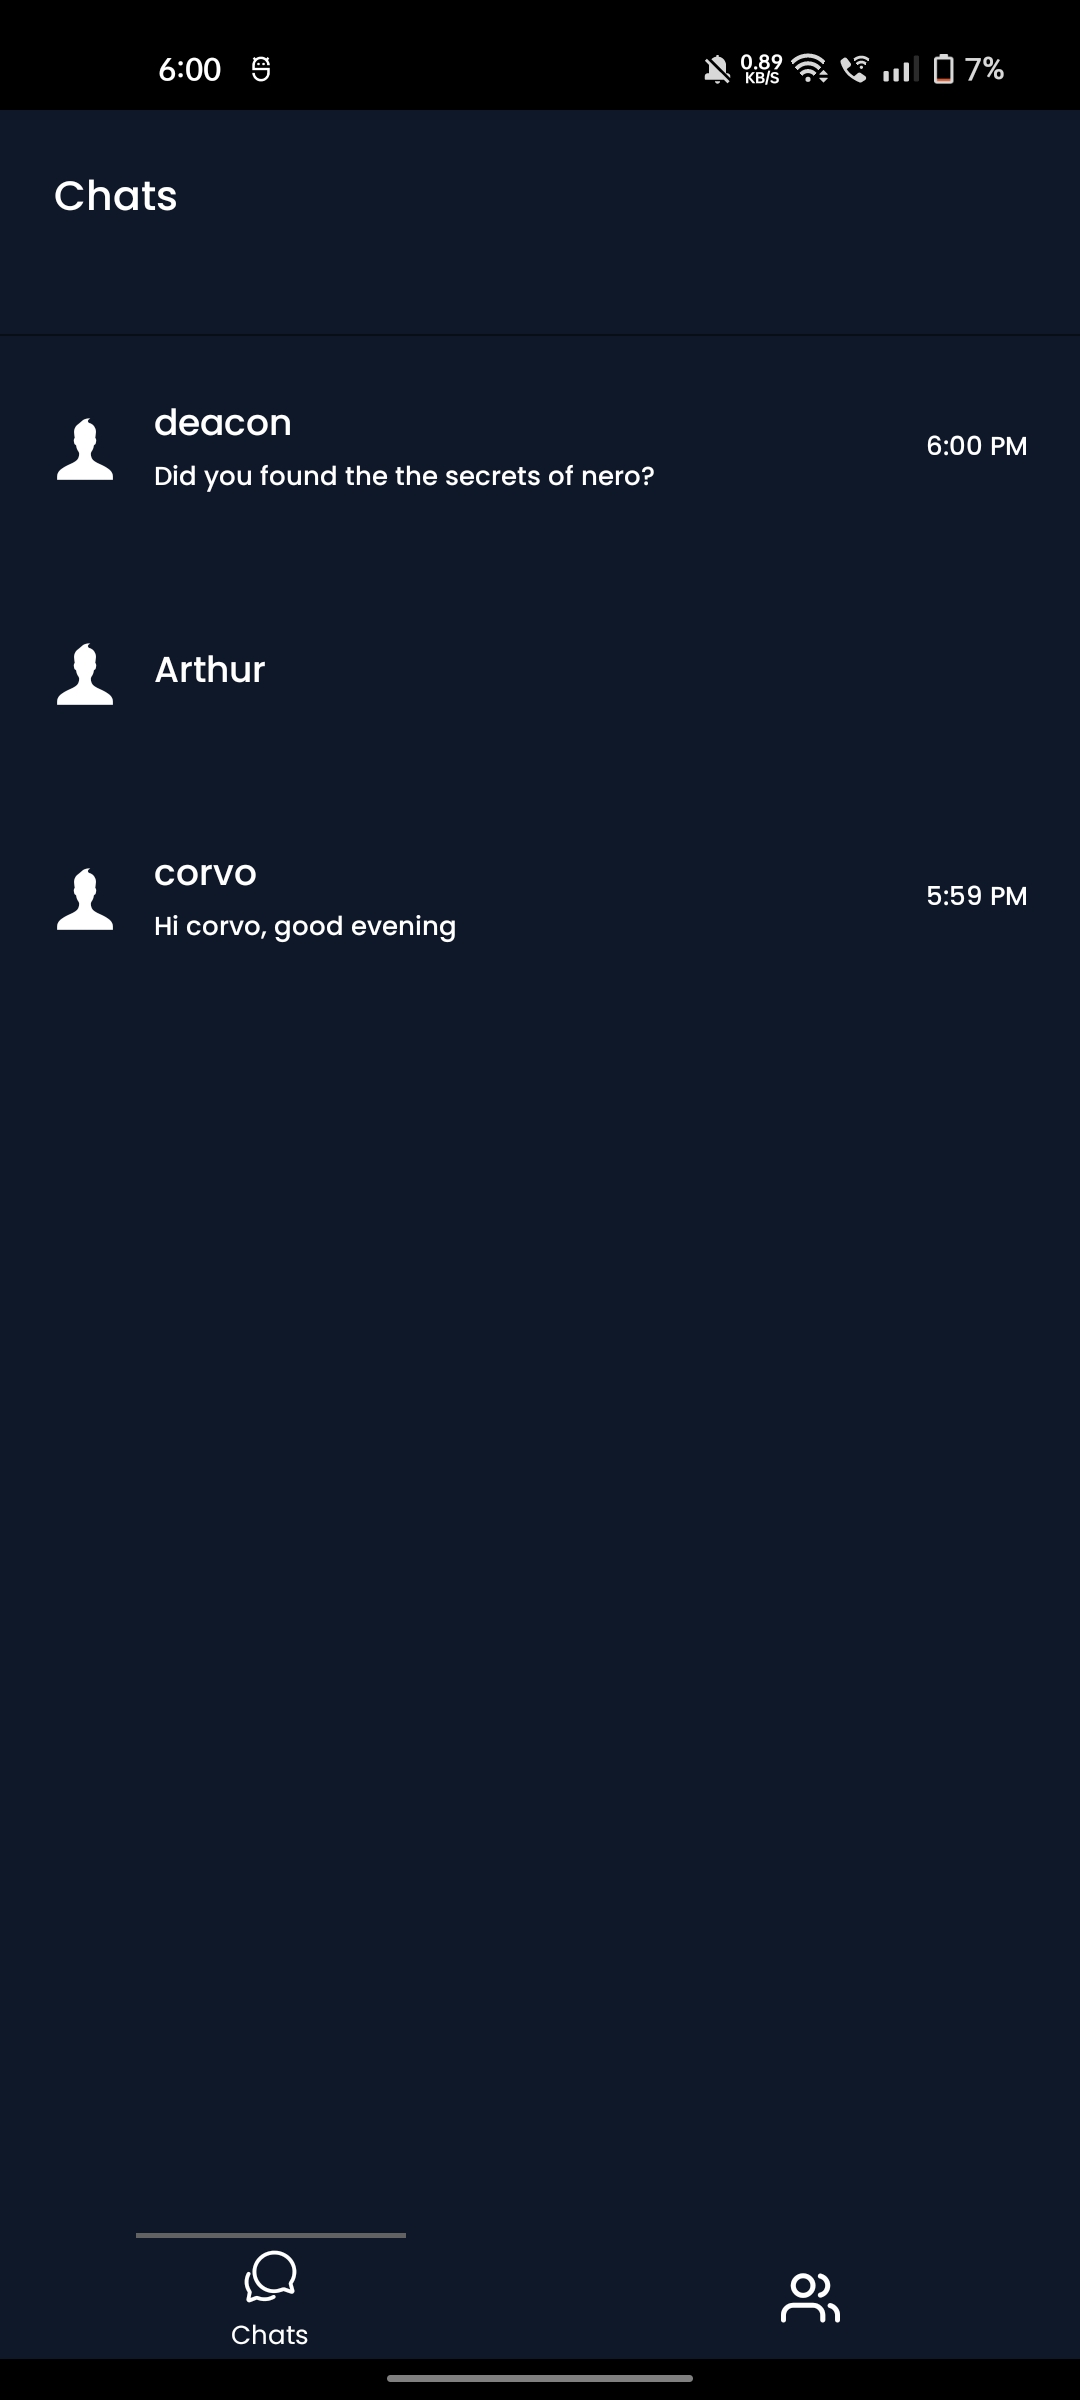 6:00
0.89
KB/S
7%
Chats
deacon
6:00 PM
Did you found the the secrets of nero?
Arthur
corvo
5:59 PM
Hi corvo, good evening
Chats